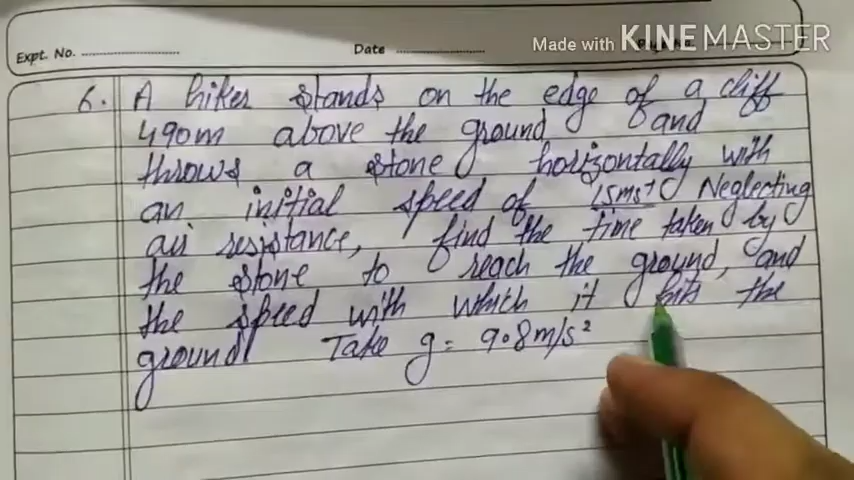 Made with KINEMASTER
Expt. No. Date
6. A hiker stands on the edge of a cliff
490m above the ground and
throws a stone horizontally with
an initial speed of 15ms⁻¹ Neglecting
air resistance, find the time taken by
the stone to reach the ground, and
the speed with which it hits the
ground. Take g = 9.8m/s²